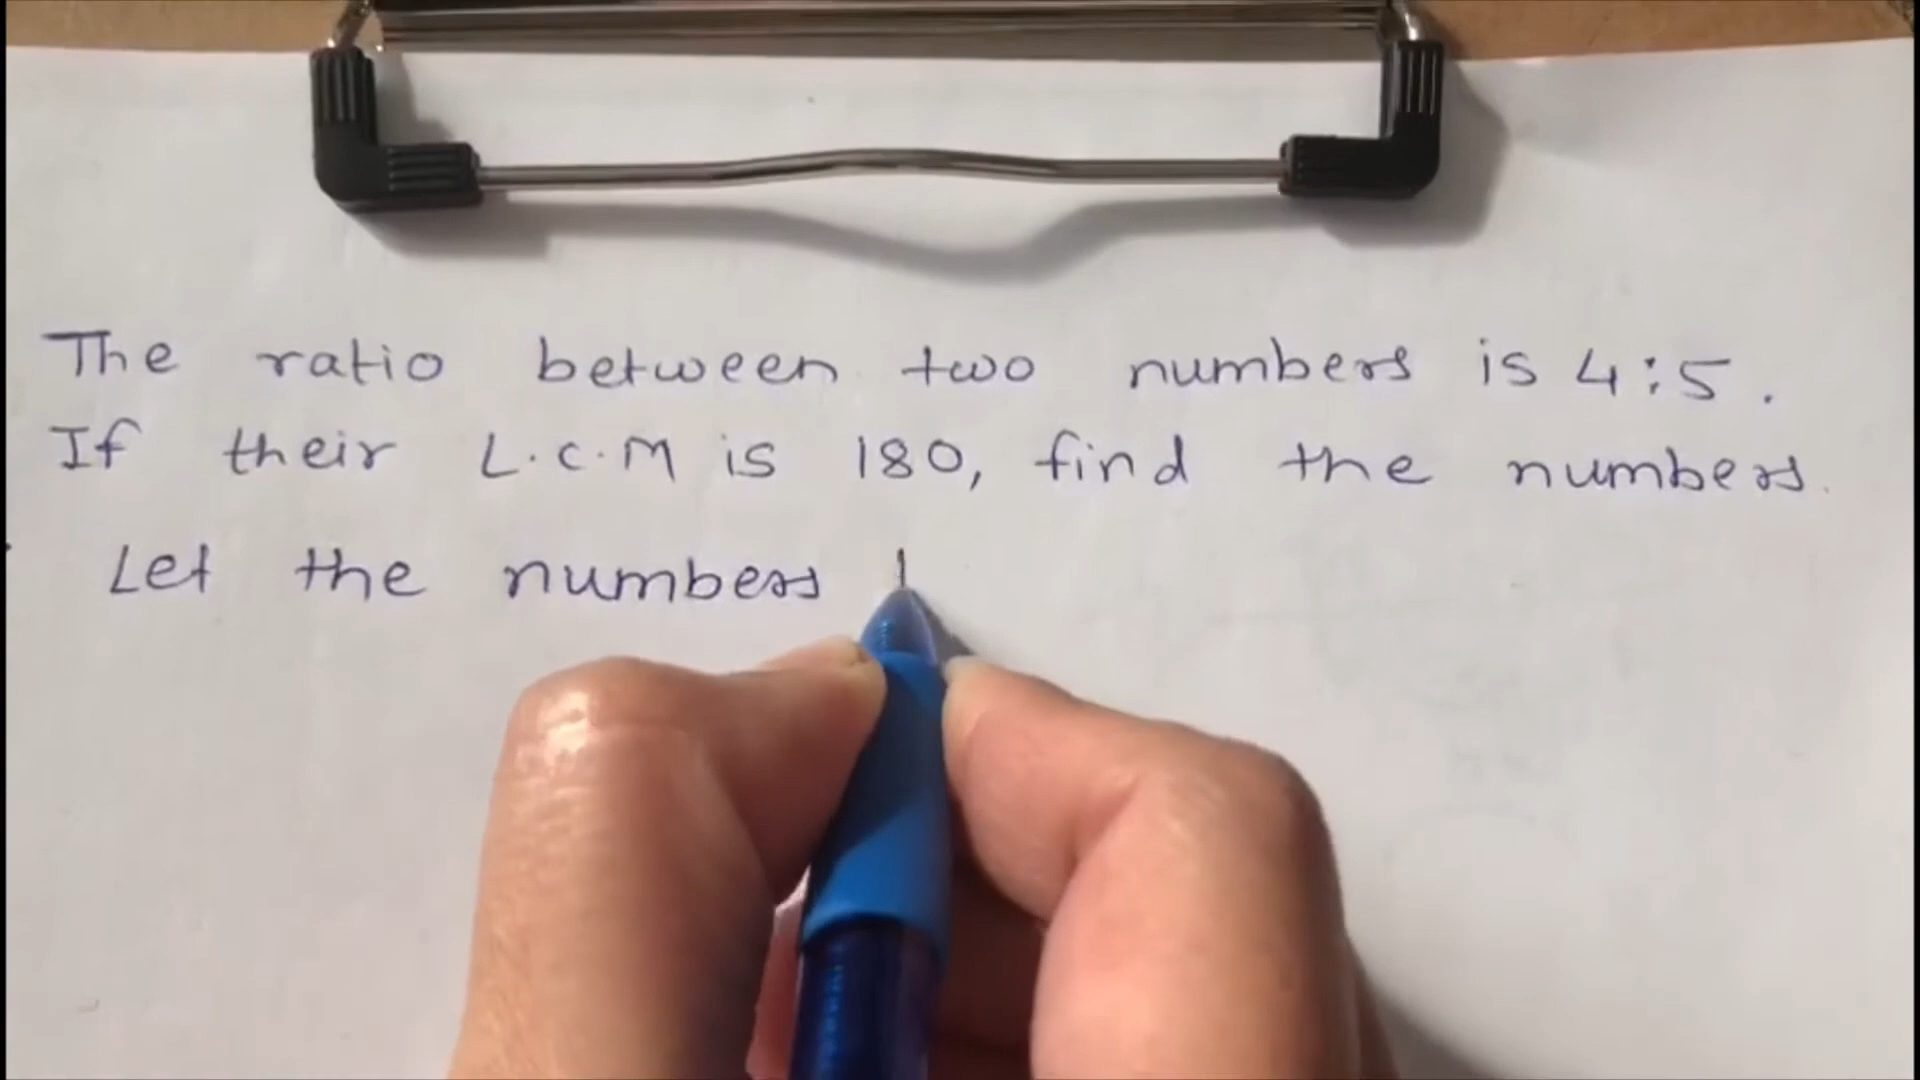 The ratio between two numbers is 4:5.
If their L.C.M is 180, find the numbers.
Let the numbers